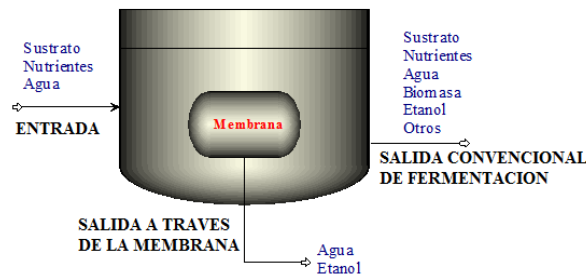 Sustrato
Nutrientes
Agua
ENTRADA
Membrana
Sustrato
Nutrientes
Agua
Biomasa
Etanol
Otros
SALIDA CONVENCIONAL
DE FERMENTACION
SALIDA A TRAVES
DE LA MEMBRANA
Agua
Etanol